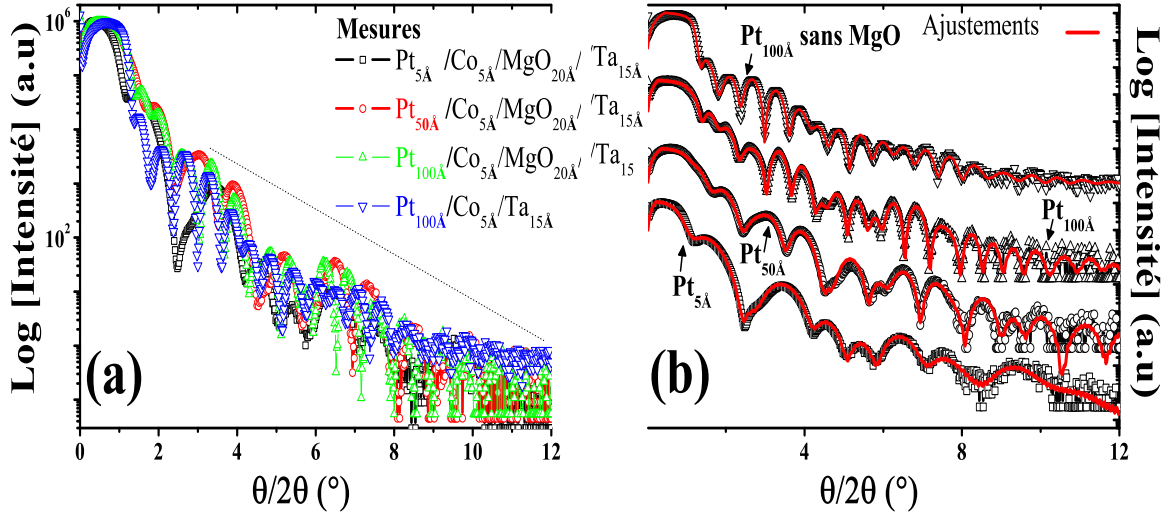 Log [Intensité] (a.u)
10⁶
10²
Mesures
Pt₅Å /Co₅Å/MgO₂₀Å/ ′Ta₁₅Å
Pt₅₀Å /Co₅Å/MgO₂₀Å/ ′Ta₁₅Å
Pt₁₀₀Å/Co₅Å/MgO₂₀Å/ ′Ta₁₅
Pt₁₀₀Å/Co₅Å/Ta₁₅Å
(a)
0 2 4 6 8 10 12
θ/2θ (°)
Pt₁₀₀Å sans MgO
Ajustements
Pt₁₀₀Å
Pt₅₀Å
Pt₅Å
(b)
4 8 12
θ/2θ (°)
Log [Intensité] (a.u)